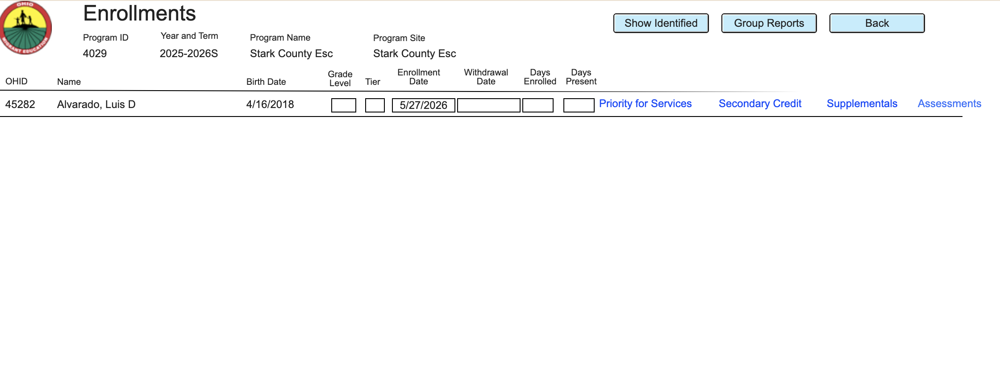 OHIO
MIGRANT EDUCATION
Enrollments
Show Identified
Group Reports
Back
Program ID
Year and Term
Program Name
Program Site
4029
2025-2026S
Stark County Esc
Stark County Esc
OHID
Name
Birth Date
Grade
Level
Tier
Enrollment
Date
Withdrawal
Date
Days
Enrolled
Days
Present
45282
Alvarado, Luis D
4/16/2018
5/27/2026
Priority for Services
Secondary Credit
Supplementals
Assessments